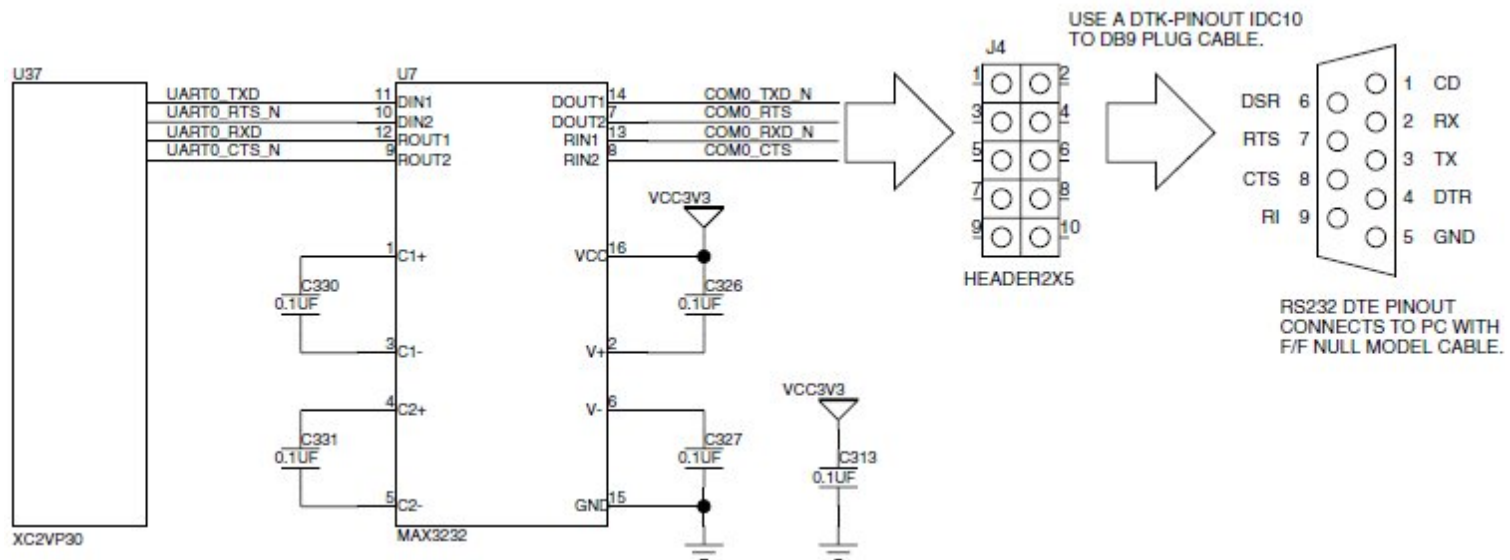 USE A DTK-PINOUT IDC10
TO DB9 PLUG CABLE.
J4
U37
U7
UART0_TXD 11 DIN1 DOUT1 14 COM0_TXD_N
UART0_RTS_N 10 DIN2 DOUT2 7 COM0_RTS
UART0_RXD 12 ROUT1 RIN1 13 COM0_RXD_N
UART0_CTS_N 9 ROUT2 RIN2 8 COM0_CTS
1 2
3 4
5 6
7 8
9 10
HEADER2X5
1 CD
DSR 6
2 RX
RTS 7
3 TX
CTS 8
4 DTR
RI 9
5 GND
RS232 DTE PINOUT
CONNECTS TO PC WITH
F/F NULL MODEL CABLE.
VCC3V3
1 C1+ VCC 16
C330
0.1UF
C326
0.1UF
3 C1- V+ 2
VCC3V3
4 C2+ V- 6
C331
0.1UF
C327
0.1UF
C313
0.1UF
5 C2- GND 15
XC2VP30
MAX3232